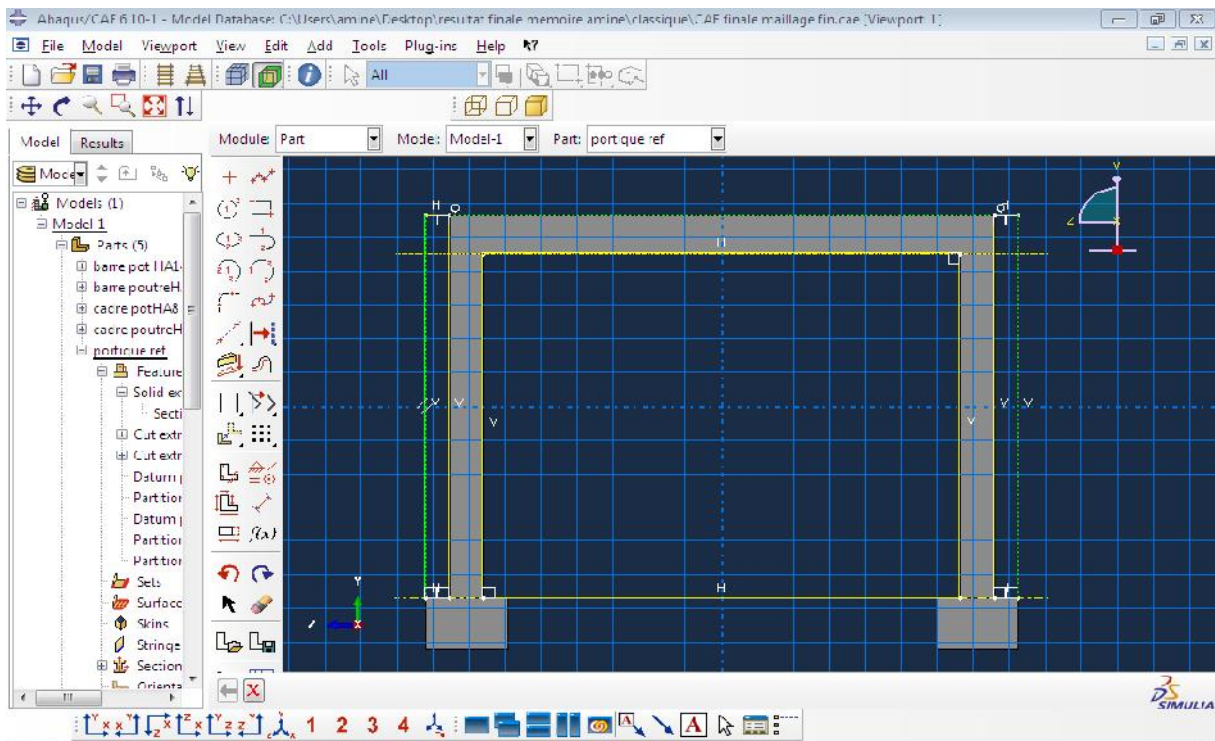 Abaqus/CAE 6.10-1 - Model Database: C:\Users\amine\Desktop\resultat finale memoire amine\classique\CAE finale maillage fin.cae [Viewport: 1]
File Model Viewport View Edit Add Tools Plug-ins Help
All
Model Results
Module: Part Model: Model-1 Part: portique ref
Models (1)
Model 1
Parts (5)
barre pot HA1
barre poutreH
cadre potHA8
cadre poutreH
portique ref
Feature
Solid ex
Secti
Cut extr
Cut extr
Datum
Partition
Datum
Partition
Partition
Sets
Surfac
Skins
Stringe
Section
Orienta
H
H
H
V V V V V V
Y
Z
X
Y
1 2 3 4
A A
SIMULIA